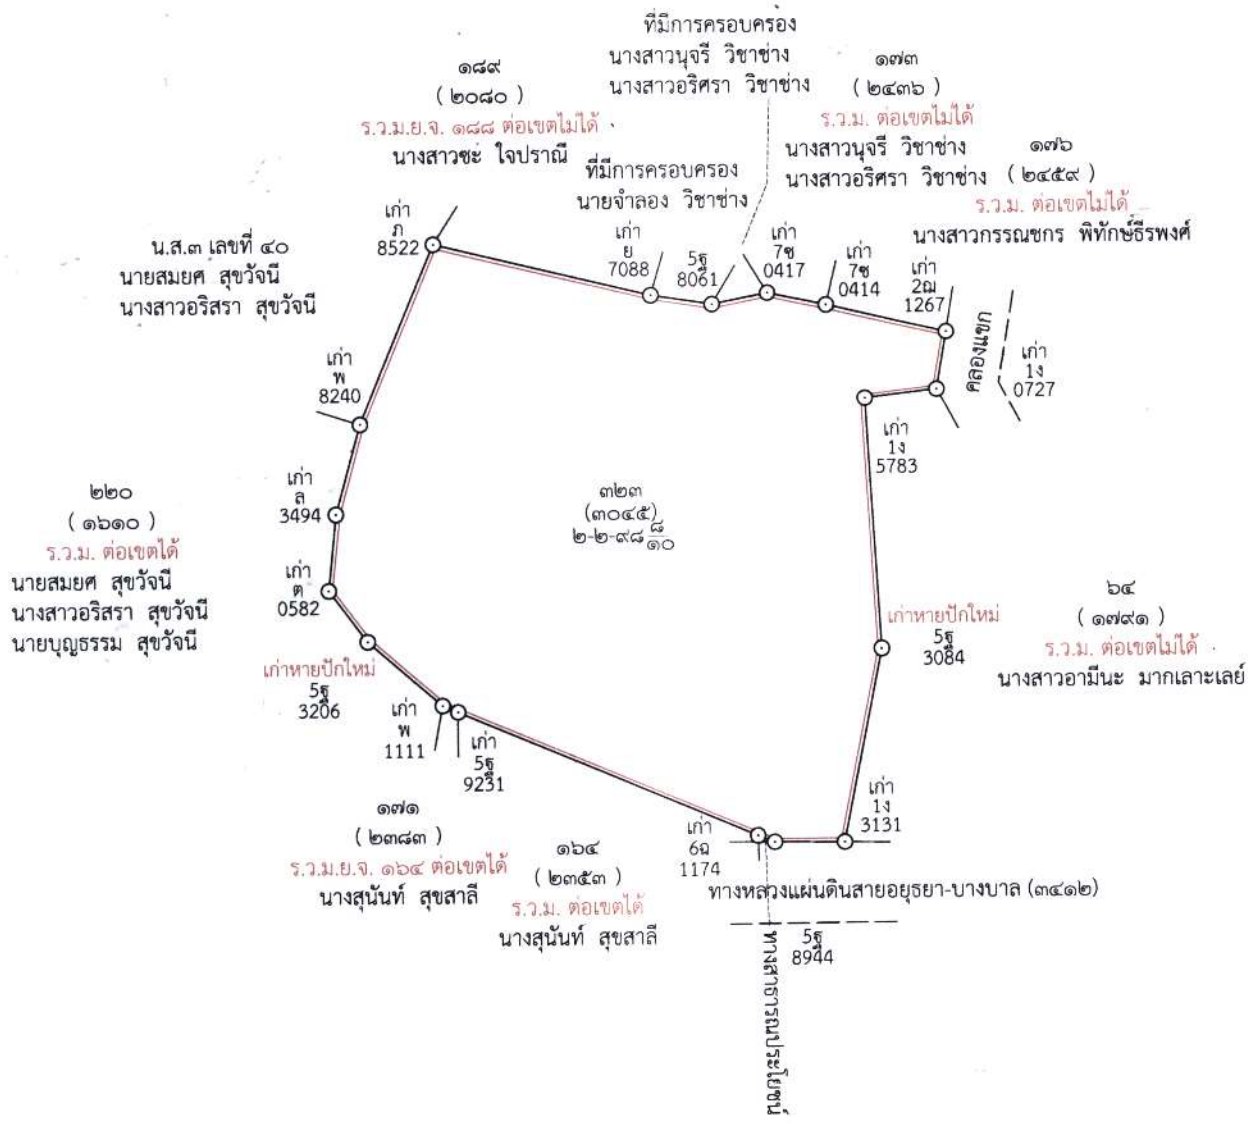 ที่มีการครอบครอง
นางสาวนุจรี วิชาช่าง
นางสาวอริศรา วิชาช่าง
๑๘๙
( ๒๐๘๐ )
ร.ว.ม.ย.จ. ๑๘๘ ต่อเขตไม่ได้
นางสาวซะ ใจปราณี
๑๗๓
( ๒๔๓๖ )
ร.ว.ม. ต่อเขตไม่ได้
นางสาวนุจรี วิชาช่าง
นางสาวอริศรา วิชาช่าง
๑๗๖
( ๒๔๕๙ )
ร.ว.ม. ต่อเขตไม่ได้
นางสาวกรรณชกร พิทักษ์ธีรพงศ์
ที่มีการครอบครอง
นายจำลอง วิชาช่าง
เก่า
ภ
8522
น.ส.๓ เลขที่ ๔๐
นายสมยศ สุขวัจนี
นางสาวอริสรา สุขวัจนี
เก่า
ย
7088
5ฐ
8061
เก่า
7ช
0417
เก่า
7ช
0414
เก่า
2ฌ
1267
คลองแขก
เก่า
1ง
0727
เก่า
พ
8240
เก่า
1ง
5783
เก่า
ล
3494
๒๒๐
( ๑๖๑๐ )
ร.ว.ม. ต่อเขตได้
นายสมยศ สุขวัจนี
นางสาวอริสรา สุขวัจนี
นายบุญธรรม สุขวัจนี
๓๒๓
(๓๐๔๕)
๒-๒-๙๘ ๘/๑๐
เก่า
ต
0582
๖๔
( ๑๗๙๑ )
ร.ว.ม. ต่อเขตไม่ได้
นางสาวอามีนะ มากเลาะเลย์
เก่าหายปักใหม่
5ฐ
3084
เก่าหายปักใหม่
5ฐ
3206
เก่า
พ
1111
เก่า
5ฐ
9231
เก่า
1ง
3131
๑๗๑
( ๒๓๘๓ )
ร.ว.ม.ย.จ. ๑๖๔ ต่อเขตได้
นางสุนันท์ สุขสาลี
๑๖๔
( ๒๓๕๓ )
ร.ว.ม. ต่อเขตได้
นางสุนันท์ สุขสาลี
เก่า
6ฉ
1174
ทางหลวงแผ่นดินสายอยุธยา-บางบาล (๓๔๑๒)
5ฐ
8944
ทางสาธารณประโยชน์